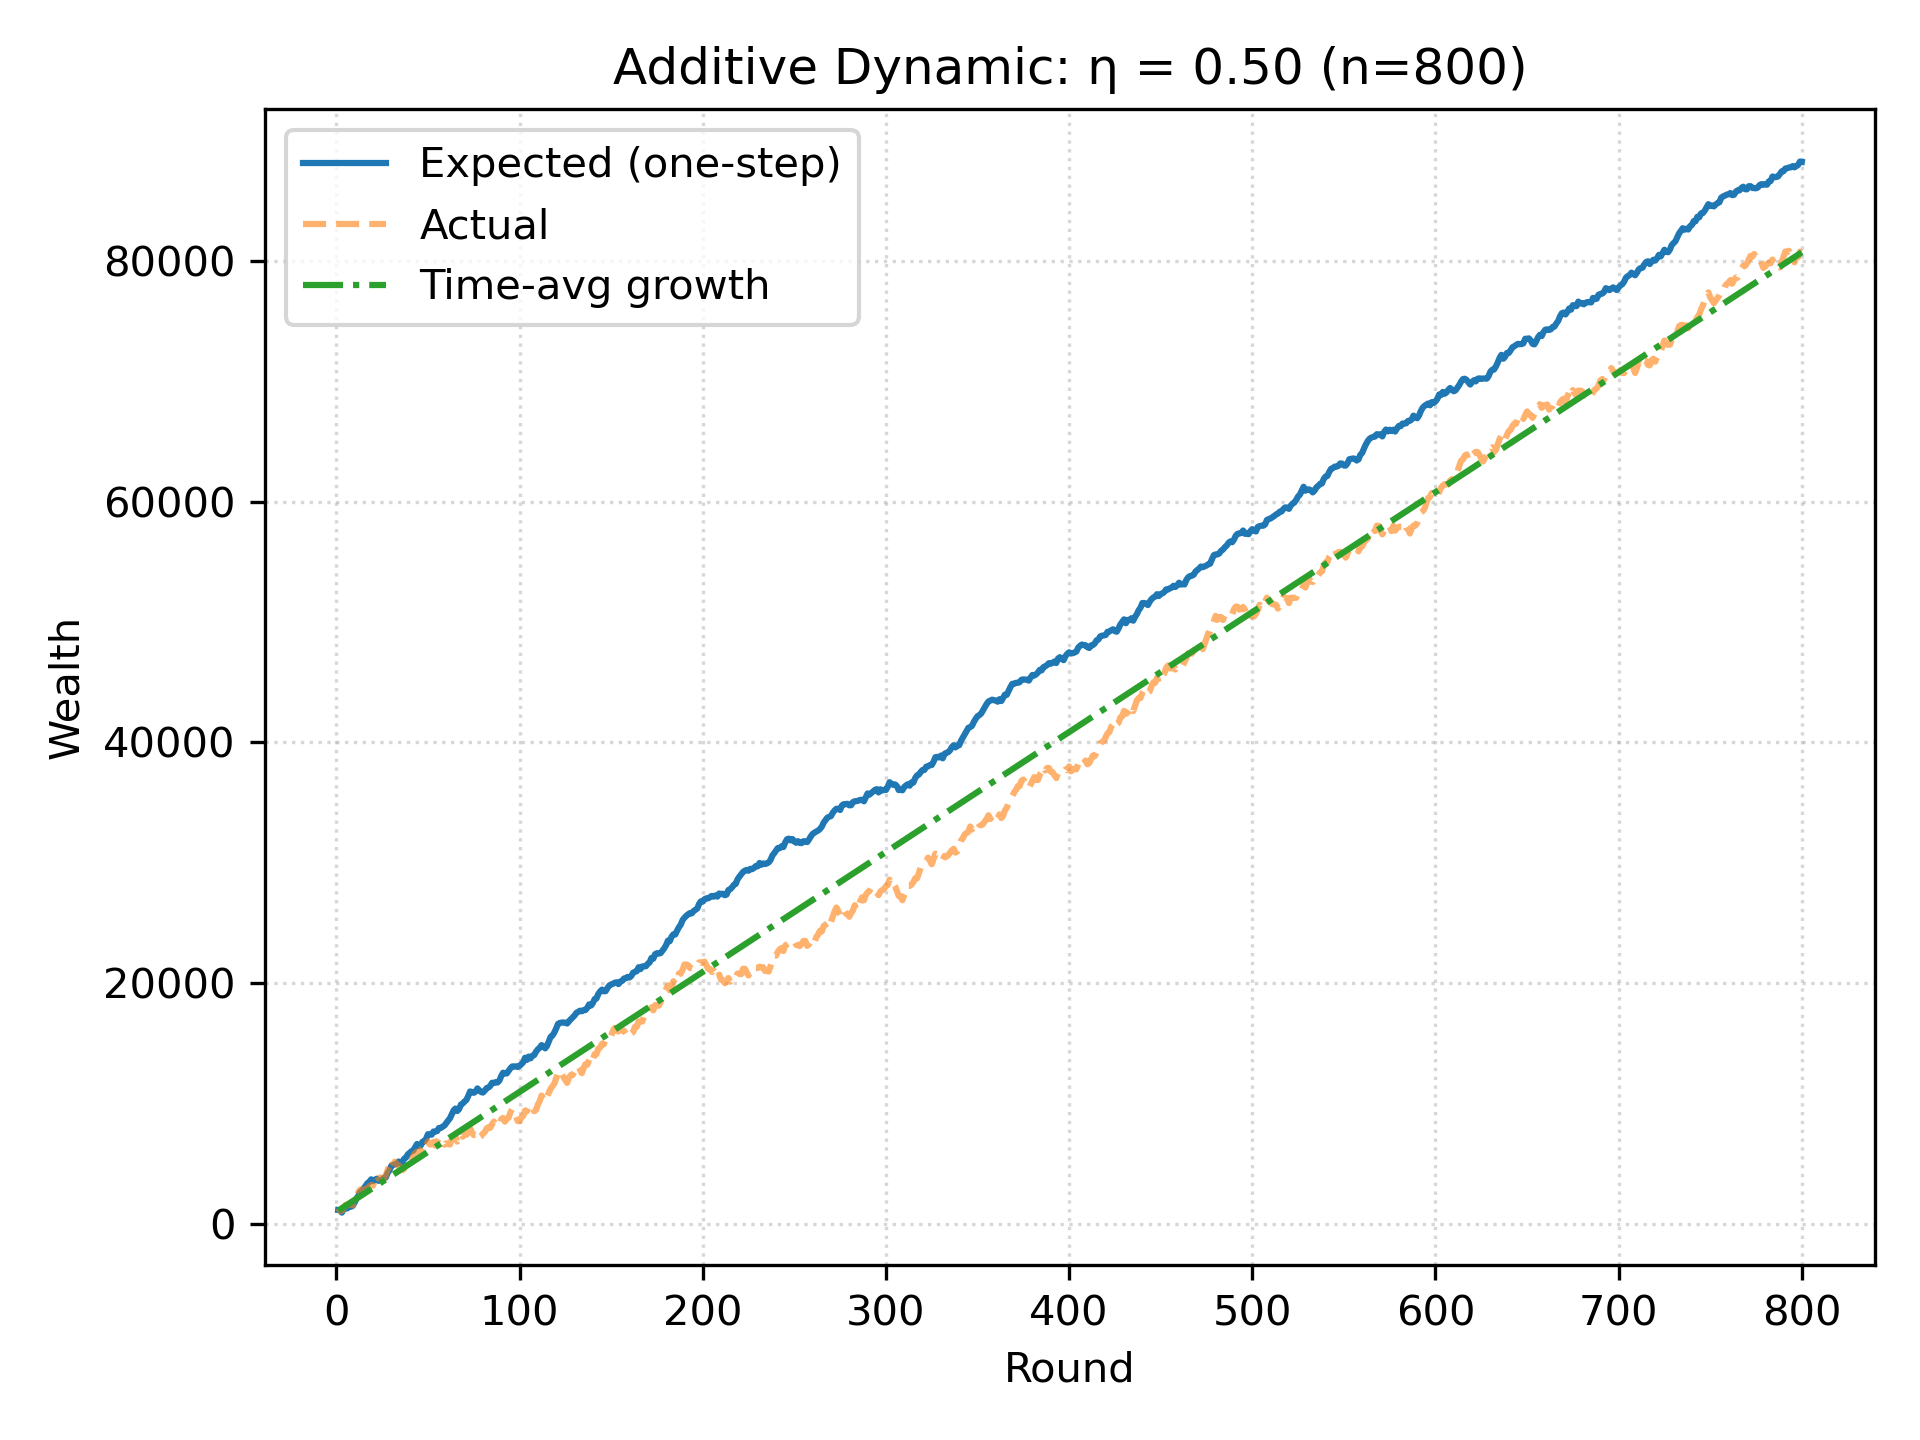 Additive Dynamic: η = 0.50 (n=800)
Expected (one-step)
Actual
Time-avg growth
80000
60000
40000
20000
0
Wealth
0 100 200 300 400 500 600 700 800
Round